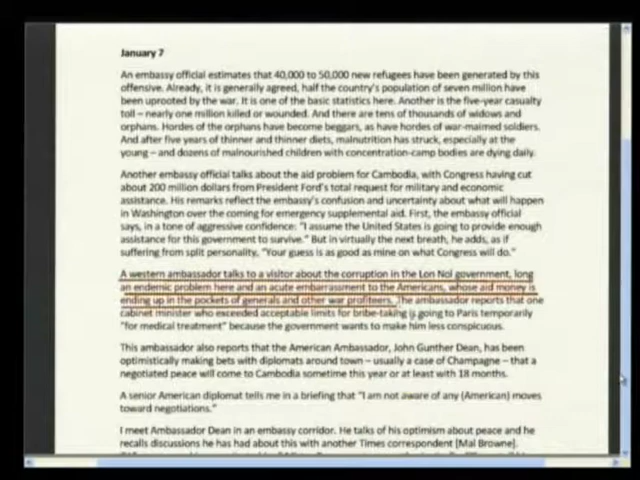 January 7
An embassy official estimates that 40,000 to 50,000 new refugees have been generated by this
offensive. Already, it is generally agreed, half the country's population of seven million have
been uprooted by the war. It is one of the basic statistics here. Another is the five-year casualty
toll – nearly one million killed or wounded. And there are tens of thousands of widows and
orphans. Hordes of the orphans have become beggars, as have hordes of war-maimed soldiers.
And after five years of thinner and thinner diets, malnutrition has struck, especially at the
young – and dozens of malnourished children with concentration-camp bodies are dying daily.
Another embassy official talks about the aid problem for Cambodia, with Congress having cut
about 200 million dollars from President Ford's total request for military and economic
assistance. His remarks reflect the embassy's confusion and uncertainty about what will happen
in Washington over the coming for emergency supplemental aid. First, the embassy official
says, in a tone of aggressive confidence: "I assume the United States is going to provide enough
assistance for this government to survive." But in virtually the next breath, he adds, as if
suffering from split personality, "Your guess is as good as mine on what Congress will do."
A western ambassador talks to a visitor about the corruption in the Lon Nol government, long
an endemic problem here and an acute embarrassment to the Americans, whose aid money is
ending up in the pockets of generals and other war profiteers. The ambassador reports that one
cabinet minister who exceeded acceptable limits for bribe-taking is going to Paris temporarily
"for medical treatment" because the government wants to make him less conspicuous.
This ambassador also reports that the American Ambassador, John Gunther Dean, has been
optimistically making bets with diplomats around town – usually a case of Champagne – that a
negotiated peace will come to Cambodia sometime this year or at least with 18 months.
A senior American diplomat tells me in a briefing that "I am not aware of any (American) moves
toward negotiations."
I meet Ambassador Dean in an embassy corridor. He talks of his optimism about peace and he
recalls discussions he has had about this with another Times correspondent [Mal Browne].